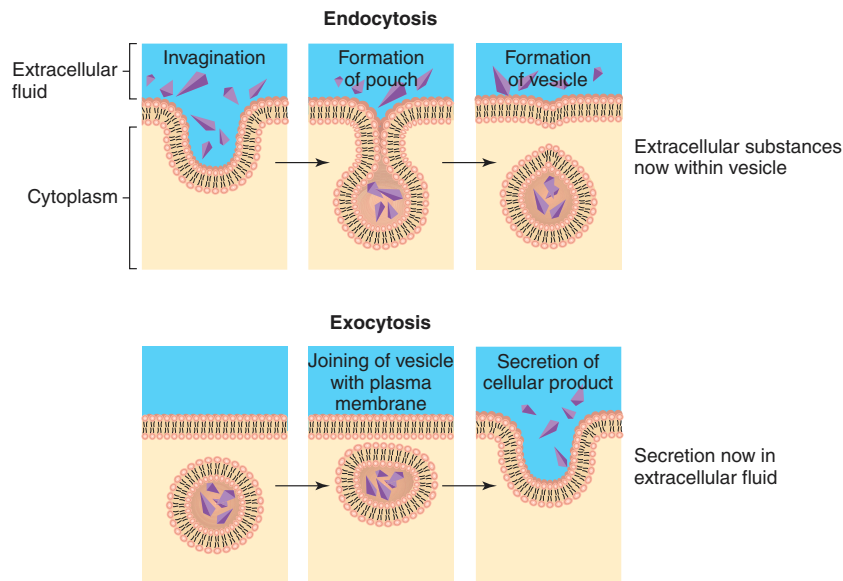 Endocytosis
Extracellular
fluid
Cytoplasm
Invagination
Formation
of pouch
Formation
of vesicle
Extracellular substances
now within vesicle
Exocytosis
Joining of vesicle
with plasma
membrane
Secretion of
cellular product
Secretion now in
extracellular fluid